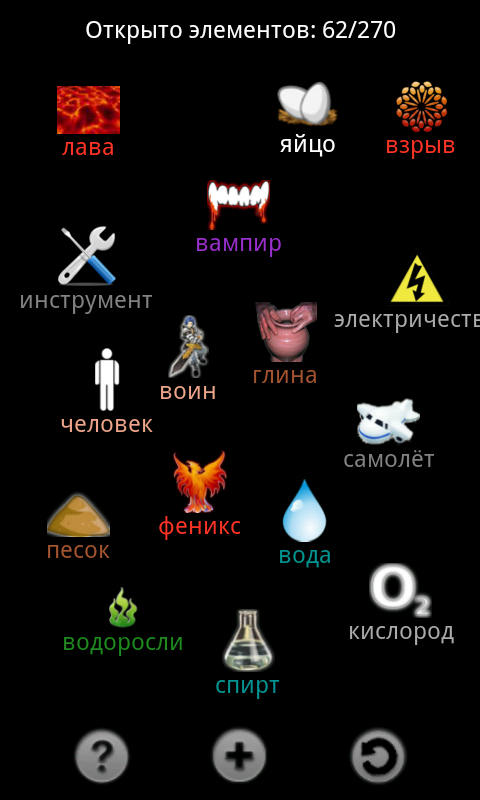 Открыто элементов: 62/270
лава
яйцо
взрыв
вампир
инструмент
электричеств
воин
глина
человек
самолёт
феникс
песок
вода
O2
водоросли
кислород
спирт
?
+